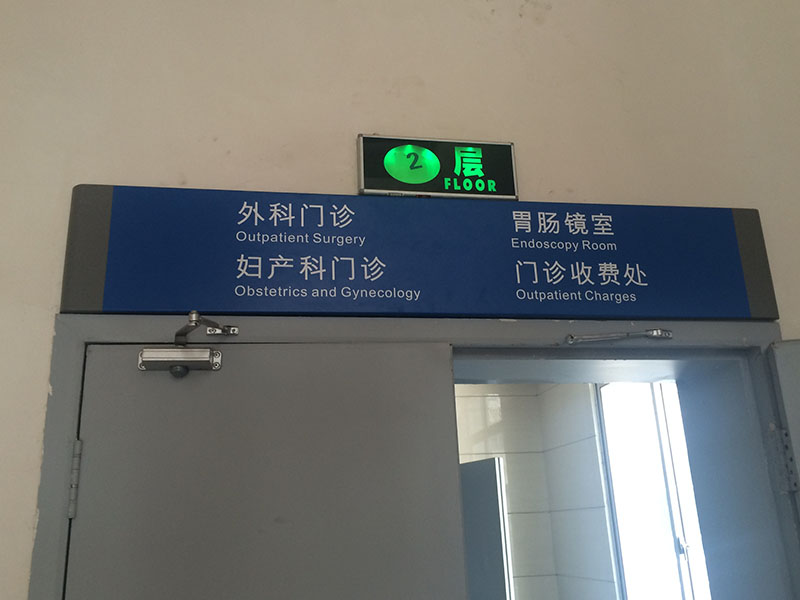 2 层
FLOOR
外科门诊
Outpatient Surgery
妇产科门诊
Obstetrics and Gynecology
胃肠镜室
Endoscopy Room
门诊收费处
Outpatient Charges